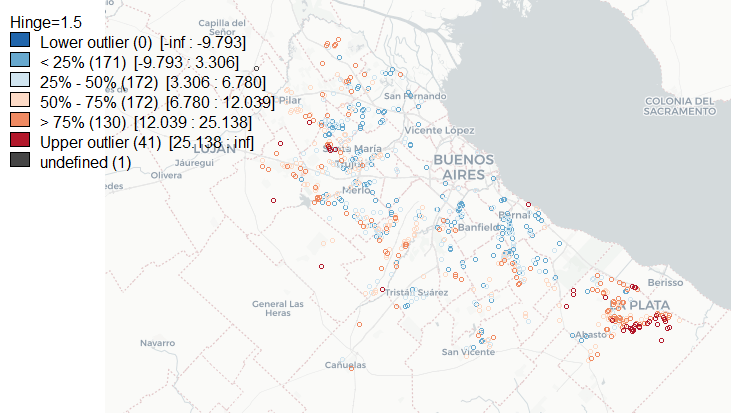 Hinge=1.5
Lower outlier (0) [-inf : -9.793]
< 25% (171) [-9.793 : 3.306]
25% - 50% (172) [3.306 : 6.780]
50% - 75% (172) [6.780 : 12.039]
> 75% (130) [12.039 : 25.138]
Upper outlier (41) [25.138 : inf]
undefined (1)
Capilla del
Señor
Pilar
San Fernando
COLONIA DEL
SACRAMENTO
Vicente López
LUJÁN
Jáuregui
Olivera
Santa María
BUENOS
AIRES
Merlo
Bernal
Banfield
Berisso
LA PLATA
Tristán Suárez
General Las
Heras
Abasto
Navarro
San Vicente
Cañuelas